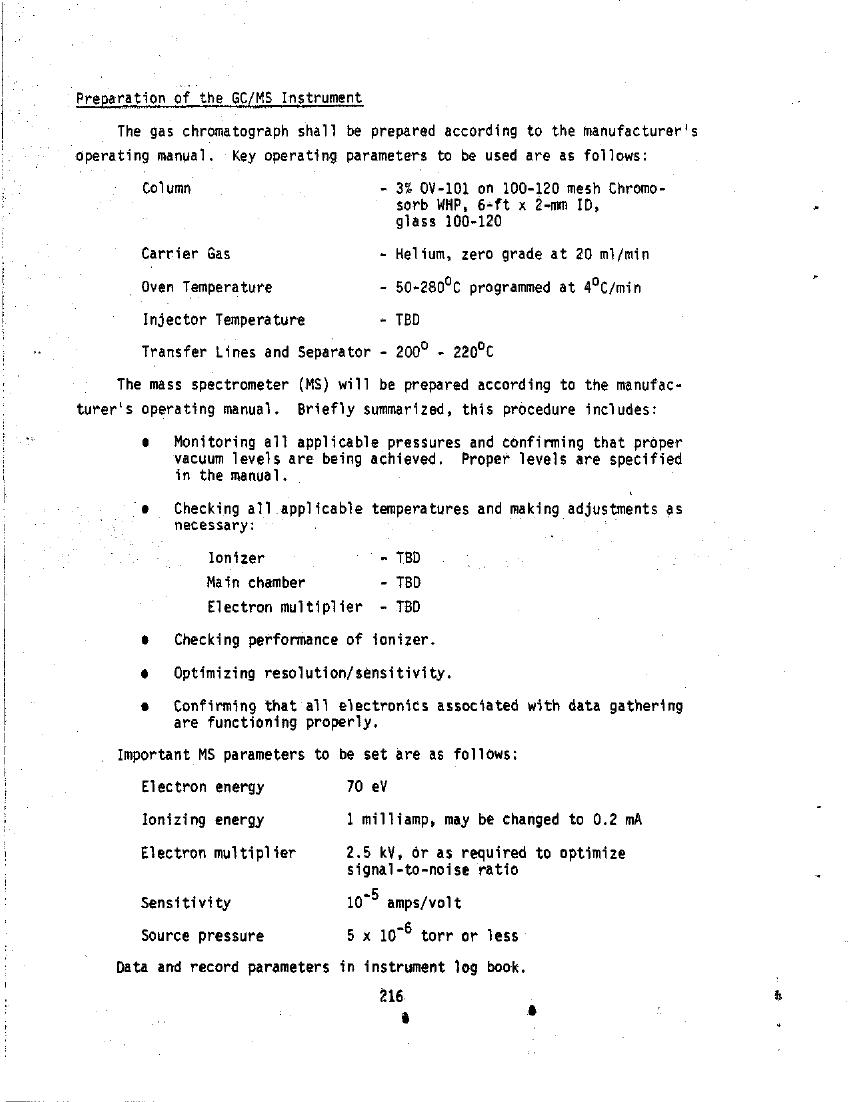 Preparation of the GC/MS Instrument
The gas chromatograph shall be prepared according to the manufacturer's
operating manual. Key operating parameters to be used are as follows:
Column - 3% OV-101 on 100-120 mesh Chromo-
sorb WHP, 6-ft x 2-mm ID,
glass 100-120
Carrier Gas - Helium, zero grade at 20 ml/min
Oven Temperature - 50-280⁰C programmed at 4⁰C/min
Injector Temperature - TBD
Transfer Lines and Separator - 200⁰ - 220⁰C
The mass spectrometer (MS) will be prepared according to the manufac-
turer's operating manual. Briefly summarized, this procedure includes:
• Monitoring all applicable pressures and confirming that proper
vacuum levels are being achieved. Proper levels are specified
in the manual.
• Checking all applicable temperatures and making adjustments as
necessary:
Ionizer - TBD
Main chamber - TBD
Electron multiplier - TBD
• Checking performance of ionizer.
• Optimizing resolution/sensitivity.
• Confirming that all electronics associated with data gathering
are functioning properly.
Important MS parameters to be set are as follows:
Electron energy 70 eV
Ionizing energy 1 milliamp, may be changed to 0.2 mA
Electron multiplier 2.5 kV, or as required to optimize
signal-to-noise ratio
Sensitivity 10⁻⁵ amps/volt
Source pressure 5 x 10⁻⁶ torr or less
Data and record parameters in instrument log book.
216